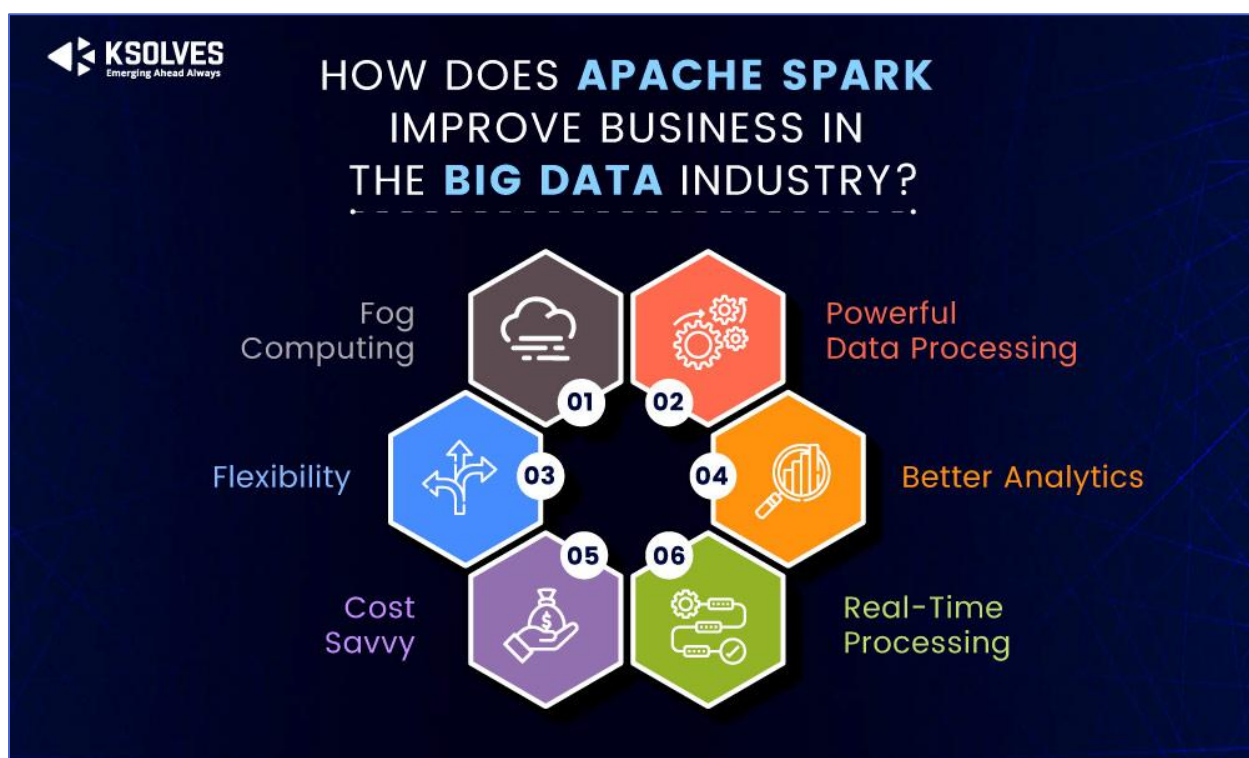 KSOLVES
Emerging Ahead Always
HOW DOES APACHE SPARK
IMPROVE BUSINESS IN
THE BIG DATA INDUSTRY?
Fog
Computing
01
02
Powerful
Data Processing
Flexibility
03
04
Better Analytics
Cost
Savvy
05
06
Real-Time
Processing
$